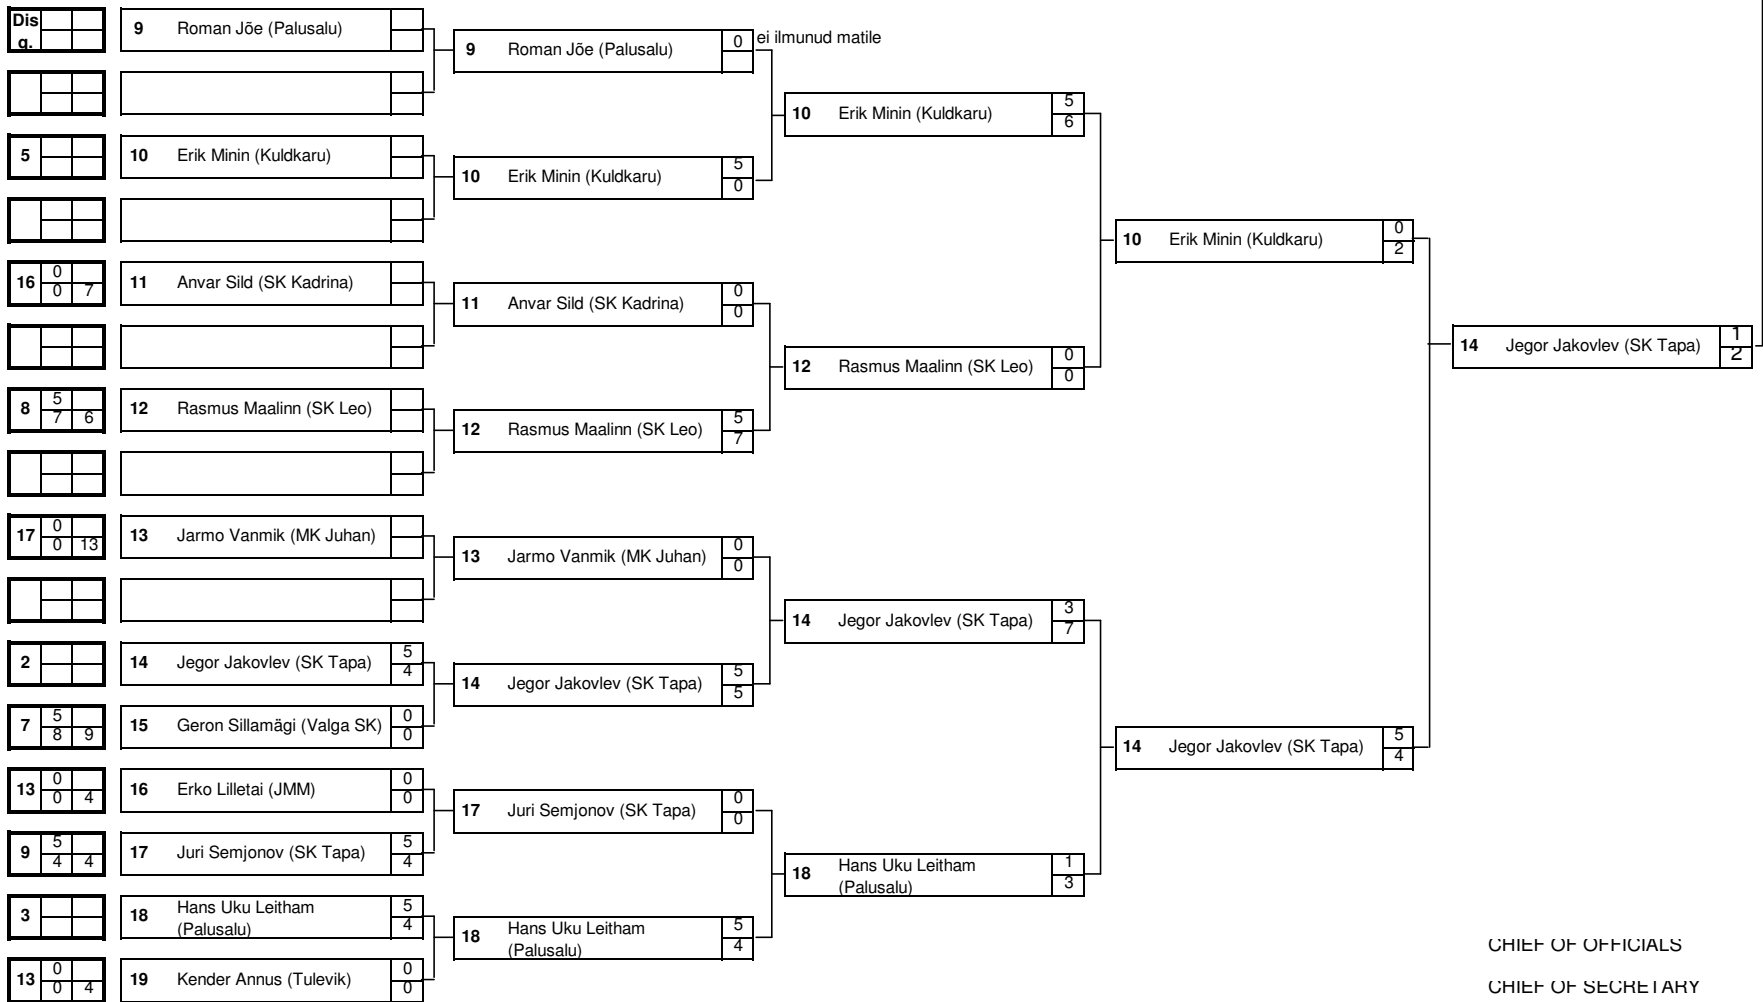 Dis
q.
9 Roman Jõe (Palusalu)
9 Roman Jõe (Palusalu) 0 ei ilmunud matile
10 Erik Minin (Kuldkaru) 5
6
5
10 Erik Minin (Kuldkaru)
10 Erik Minin (Kuldkaru) 5
0
10 Erik Minin (Kuldkaru) 0
2
16 0
0 7
11 Anvar Sild (SK Kadrina)
11 Anvar Sild (SK Kadrina) 0
0
14 Jegor Jakovlev (SK Tapa) 1
2
12 Rasmus Maalinn (SK Leo) 0
0
8 5
7 6
12 Rasmus Maalinn (SK Leo)
12 Rasmus Maalinn (SK Leo) 5
7
17 0
0 13
13 Jarmo Vanmik (MK Juhan)
13 Jarmo Vanmik (MK Juhan) 0
0
14 Jegor Jakovlev (SK Tapa) 3
7
2
14 Jegor Jakovlev (SK Tapa) 5
4
14 Jegor Jakovlev (SK Tapa) 5
5
7 5
8 9
15 Geron Sillamägi (Valga SK) 0
0
14 Jegor Jakovlev (SK Tapa) 5
4
13 0
0 4
16 Erko Lilletai (JMM) 0
0
17 Juri Semjonov (SK Tapa) 0
0
9 5
4 4
17 Juri Semjonov (SK Tapa) 5
4
18 Hans Uku Leitham 1
(Palusalu) 3
3
18 Hans Uku Leitham 5
(Palusalu) 4
18 Hans Uku Leitham 5
(Palusalu) 4
13 0
0 4
19 Kender Annus (Tulevik) 0
0
CHIEF OF OFFICIALS
CHIEF OF SECRETARY